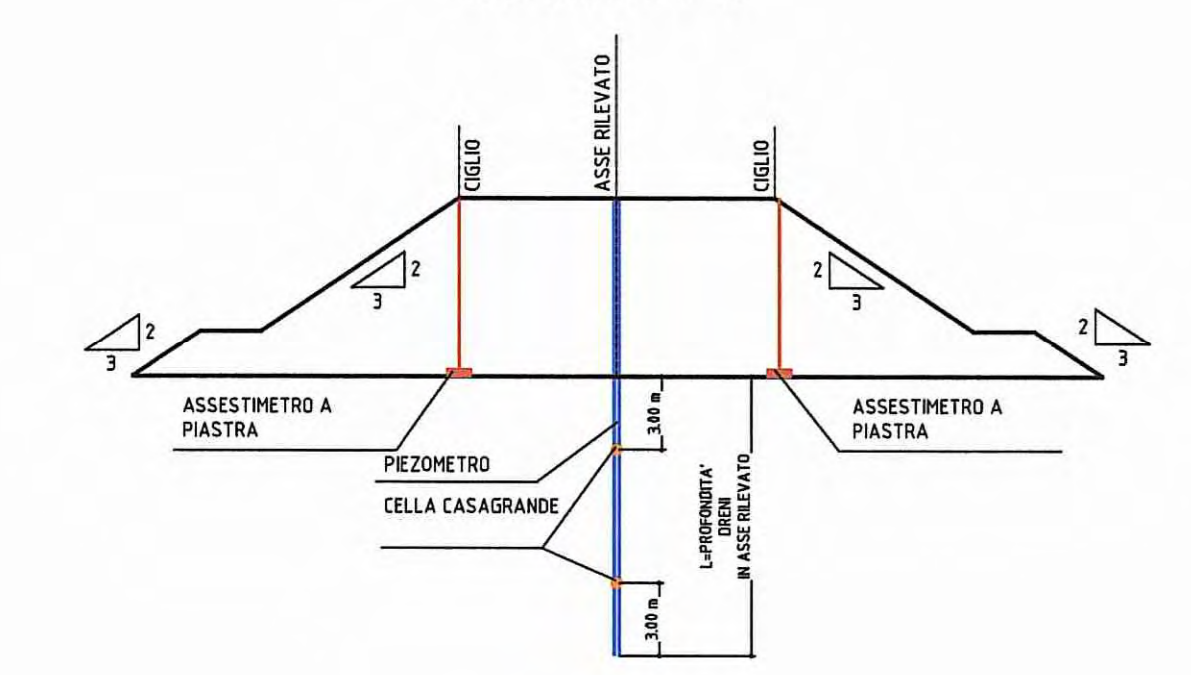 ASSE RILEVATO
CIGLIO
CIGLIO
2
3
2
3
2
3
2
3
ASSESTIMETRO A
PIASTRA
ASSESTIMETRO A
PIASTRA
3.00 m
PIEZOMETRO
CELLA CASAGRANDE
L=PROFONDITA'
DRENI
IN ASSE RILEVATO
3.00 m